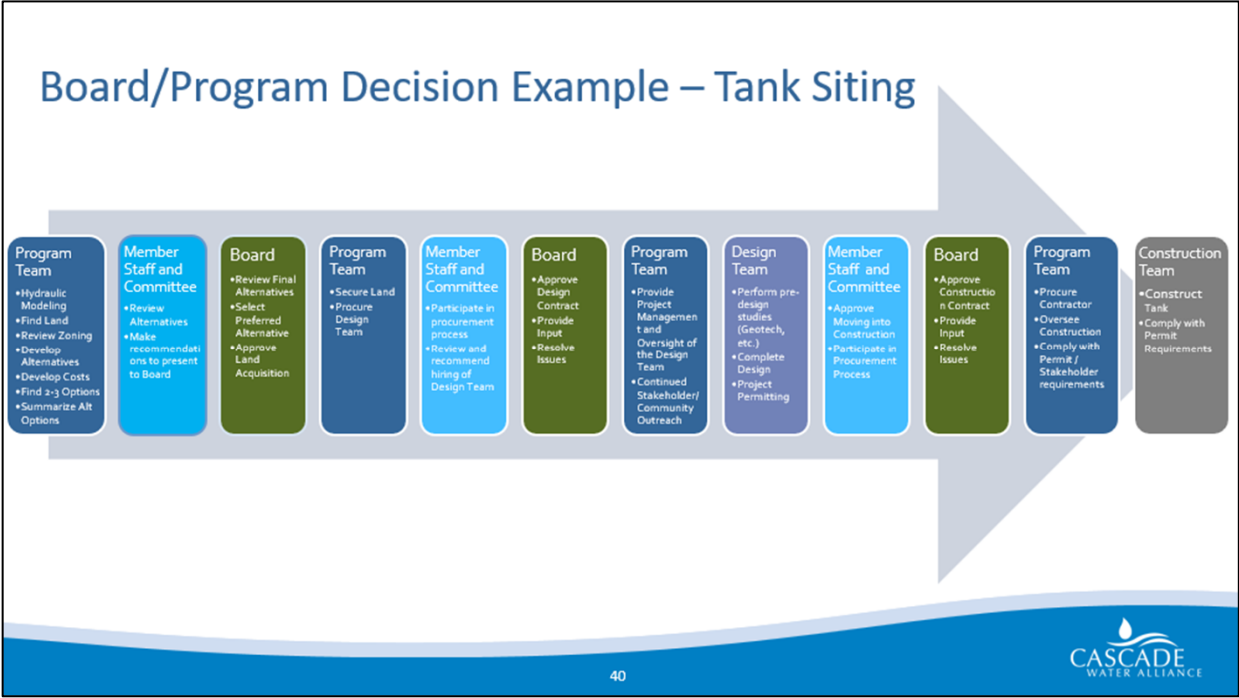 Board/Program Decision Example – Tank Siting
Program
Team
•Hydraulic
Modeling
•Find Land
•Review Zoning
•Develop
Alternatives
•Develop Costs
•Find 2-3 Options
•Summarize Alt
Options
Member
Staff and
Committee
•Review
Alternatives
•Make
recommendati
ons to present
to Board
Board
•Review Final
Alternatives
•Select
Preferred
Alternative
•Approve
Land
Acquisition
Program
Team
•Secure Land
•Procure
Design
Team
Member
Staff and
Committee
•Participate in
procurement
process
•Review and
recommend
hiring of
Design Team
Board
•Approve
Design
Contract
•Provide
Input
•Resolve
Issues
Program
Team
•Provide
Project
Managemen
t and
Oversight of
the Design
Team
•Continued
Stakeholder/
Community
Outreach
Design
Team
•Perform pre-
design
studies
(Geotech,
etc.)
•Complete
Design
•Project
Permitting
Member
Staff and
Committee
•Approve
Moving into
Construction
•Participate in
Procurement
Process
Board
•Approve
Constructio
n Contract
•Provide
Input
•Resolve
Issues
Program
Team
•Procure
Contractor
•Oversee
Construction
•Comply with
Permit /
Stakeholder
requirements
Construction
Team
•Construct
Tank
•Comply with
Permit
Requirements
40
CASCADE
WATER ALLIANCE